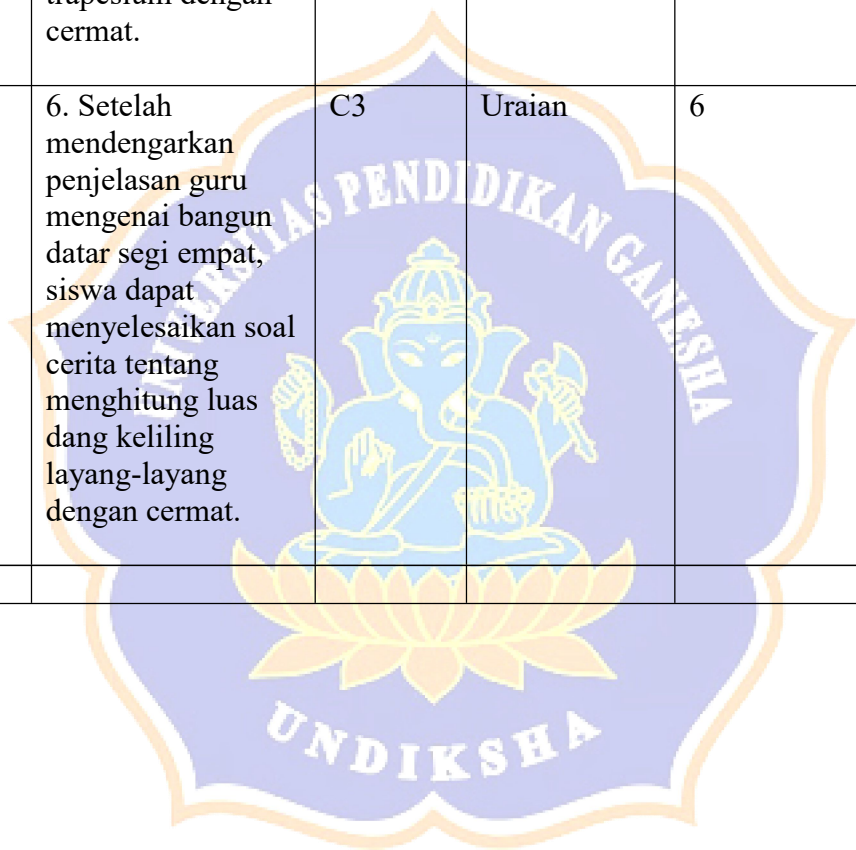 trapesium dengan
cermat.
6. Setelah
mendengarkan
penjelasan guru
mengenai bangun
datar segi empat,
siswa dapat
menyelesaikan soal
cerita tentang
menghitung luas
dang keliling
layang-layang
dengan cermat.
C3
Uraian
6
UNIVERSITAS PENDIDIKAN GANESHA
UNDIKSHA